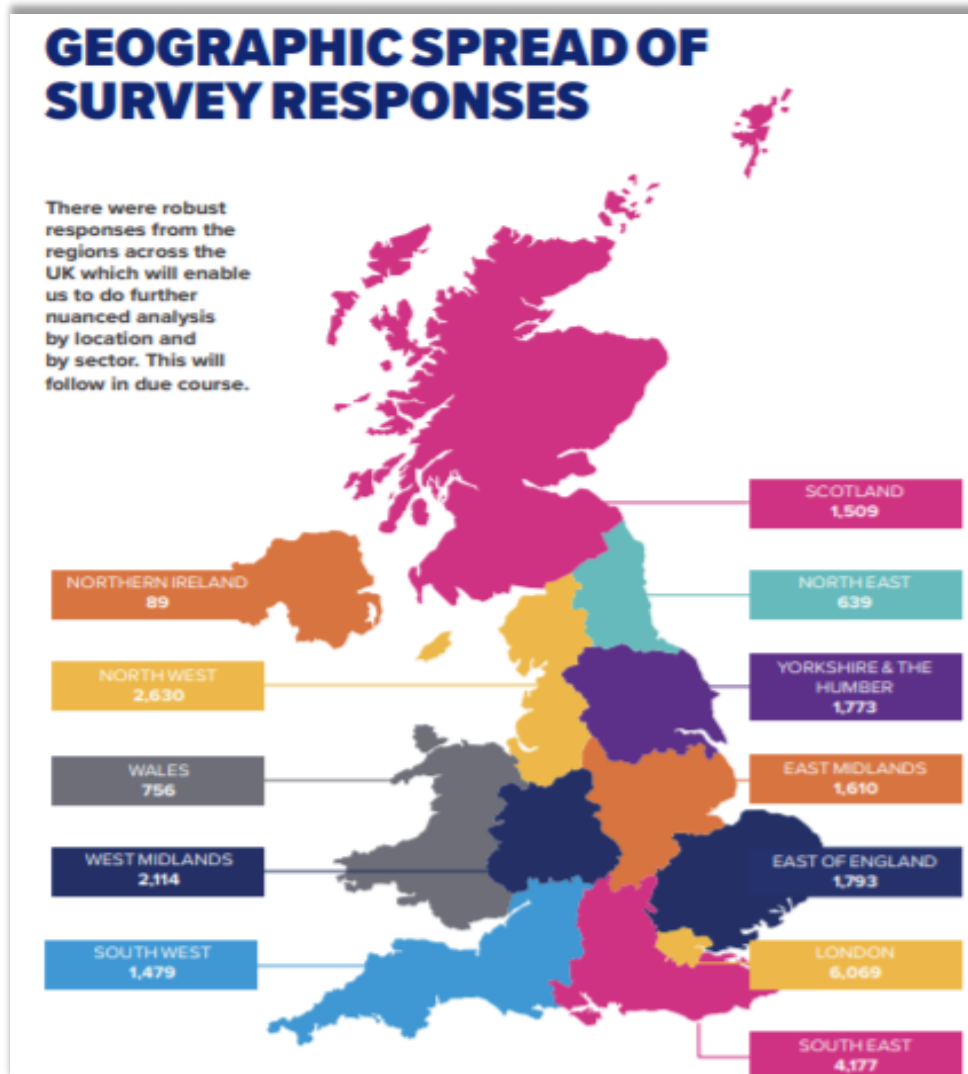 GEOGRAPHIC SPREAD OF
SURVEY RESPONSES
There were robust
responses from the
regions across the
UK which will enable
us to do further
nuanced analysis
by location and
by sector. This will
follow in due course.
SCOTLAND
1,509
NORTHERN IRELAND
89
NORTH EAST
639
NORTH WEST
2,630
YORKSHIRE & THE
HUMBER
1,773
WALES
756
EAST MIDLANDS
1,610
WEST MIDLANDS
2,114
EAST OF ENGLAND
1,793
SOUTH WEST
1,479
LONDON
6,069
SOUTH EAST
4,177